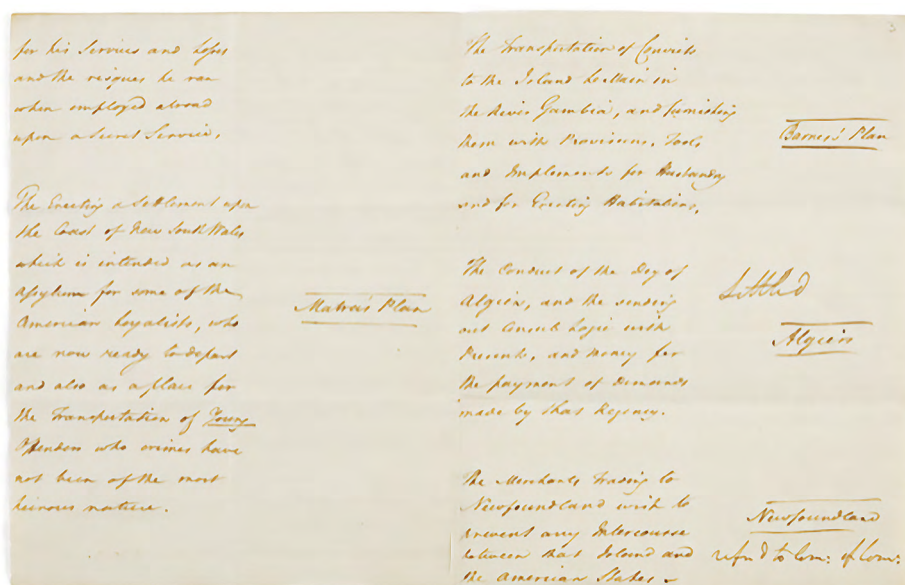 for his Services and Losses
and the risques he ran
when employed abroad
upon a Secret Service.
The Erecting a Settlement upon
the Coast of New South Wales
which is intended as an
Asylum for some of the
American Loyalists, who
are now ready to depart
and also as a place for
the Transportation of Young
Offenders who crimes have
not been of the most
heinous nature.
Matra's Plan
3
The Transportation of Convicts
to the Island Lemain in
the River Gambia, and furnishing
them with Provisions, Tools
and Implements for Husbandry
and for Erecting Habitations.
Barnes's Plan
The Conduct of the Dey of
Algiers, and the sending
out Consul Logie with
Presents, and money for
the payment of demands
made by that Regency.
Settled
Algiers
The Merchants trading to
Newfoundland wish to
prevent any Intercourse
between that Island and
the American States
Newfoundland
refd to Com: of Coun: